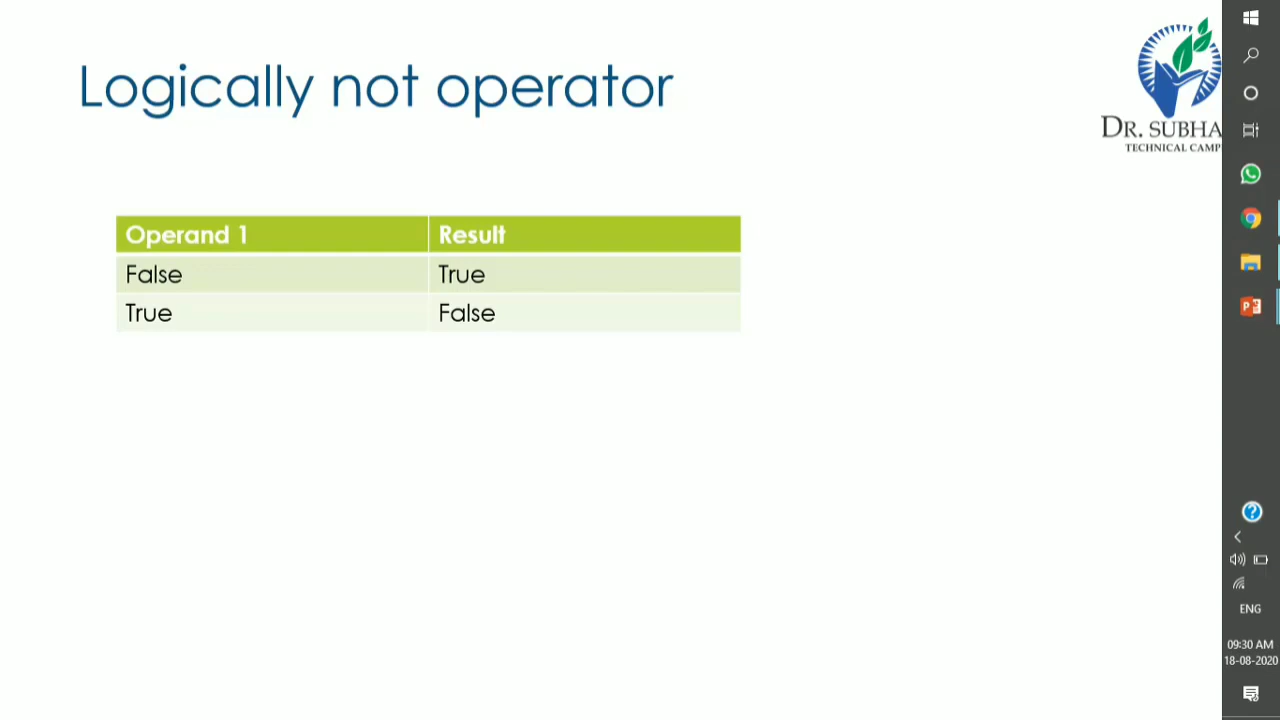 Logically not operator
DR. SUBHA
TECHNICAL CAMP
Operand 1 Result
False True
True False
ENG
09:30 AM
18-08-2020